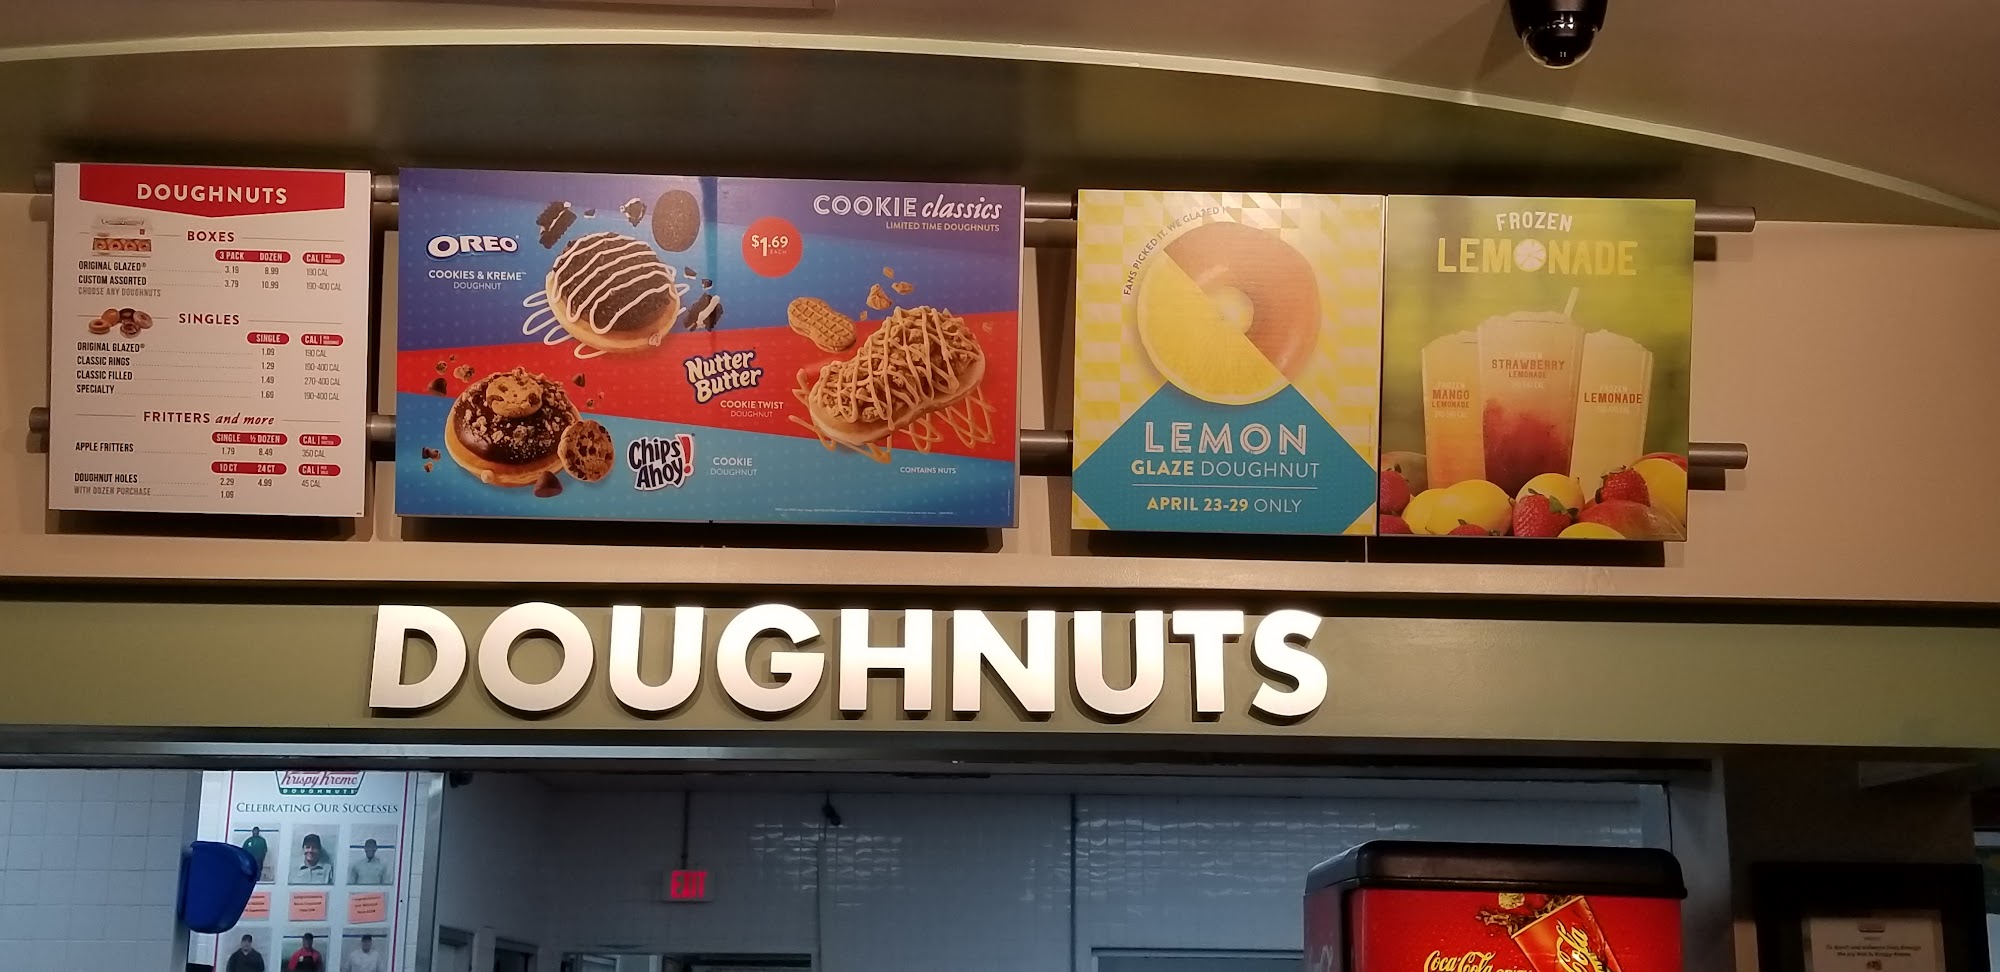 DOUGHNUTS
BOXES
3 PACK DOZEN CAL
ORIGINAL GLAZED® 3.19 8.99 190 CAL
CUSTOM ASSORTED 3.79 10.99 190-400 CAL
CHOOSE ANY DOUGHNUTS
SINGLES
SINGLE CAL
ORIGINAL GLAZED® 1.09 190 CAL
CLASSIC RINGS 1.29 190-400 CAL
CLASSIC FILLED 1.49 270-400 CAL
SPECIALTY 1.69 190-400 CAL
FRITTERS and more
SINGLE ½ DOZEN CAL
APPLE FRITTERS 1.79 8.49 350 CAL
10 CT 24 CT CAL
DOUGHNUT HOLES 2.29 4.99 45 CAL
WITH DOZEN PURCHASE 1.09
COOKIE classics
LIMITED TIME DOUGHNUTS
$1.69
EACH
OREO
COOKIES & KREME™
DOUGHNUT
Nutter
Butter
COOKIE TWIST
DOUGHNUT
Chips
Ahoy!
COOKIE
DOUGHNUT
CONTAINS NUTS
FANS PICKED IT. WE GLAZED IT
LEMON
GLAZE DOUGHNUT
APRIL 23-29 ONLY
FROZEN
LEMONADE
FROZEN
MANGO
LEMONADE
STRAWBERRY
LEMONADE
FROZEN
LEMONADE
DOUGHNUTS
Krispy Kreme
DOUGHNUTS
CELEBRATING OUR SUCCESSES
EXIT
Coca-Cola
Coca-Cola